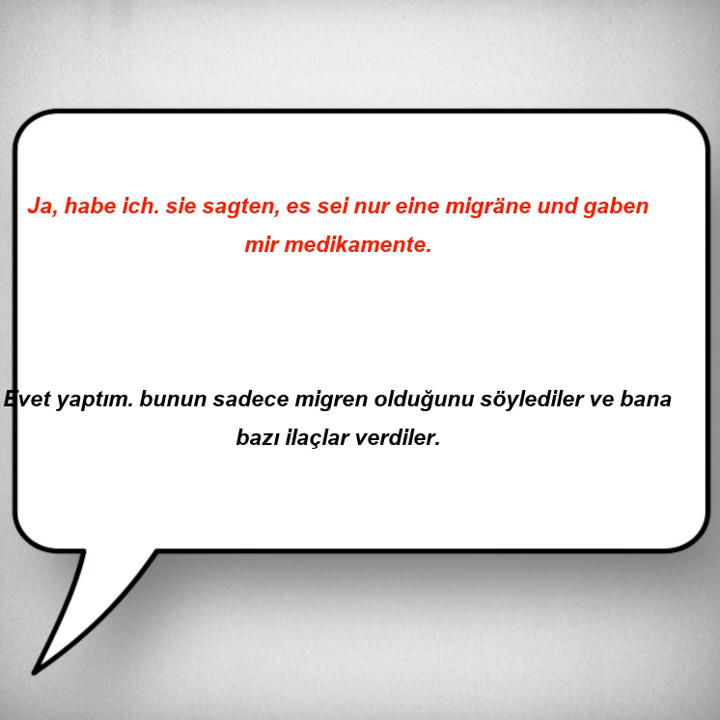 Ja, habe ich. sie sagten, es sei nur eine migräne und gaben
mir medikamente.
Evet yaptım. bunun sadece migren olduğunu söylediler ve bana
bazı ilaçlar verdiler.